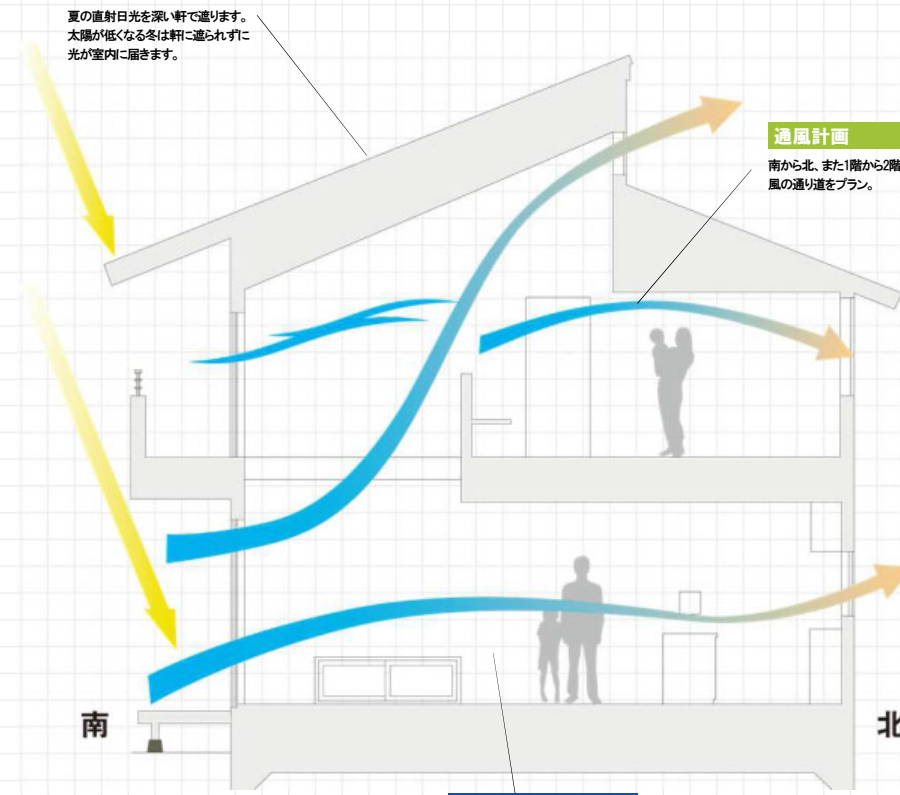 夏の直射日光を深い軒で遮ります。
太陽が低くなる冬は軒に遮られずに
光が室内に届きます。
通風計画
南から北、また1階から2階
風の通り道をプラン。
南
北